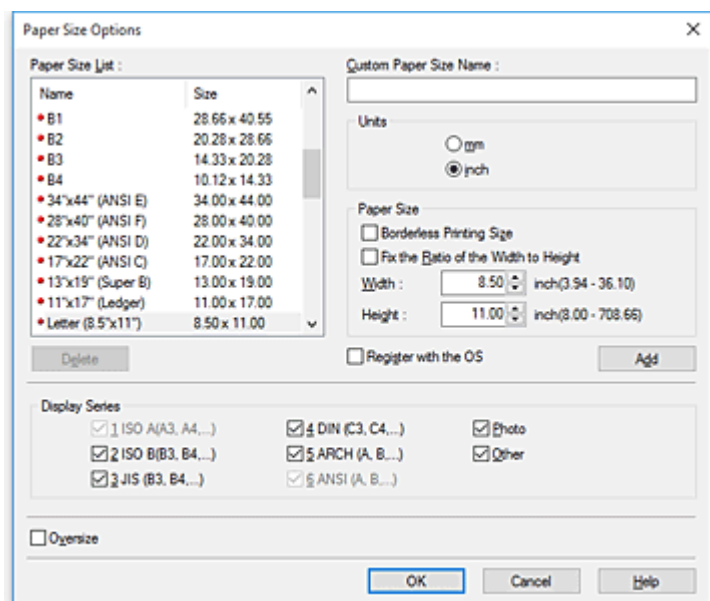 Paper Size Options
Paper Size List :
Name Size
B1 28.66 x 40.55
B2 20.28 x 28.66
B3 14.33 x 20.28
B4 10.12 x 14.33
34"x44" (ANSI E) 34.00 x 44.00
28"x40" (ANSI F) 28.00 x 40.00
22"x34" (ANSI D) 22.00 x 34.00
17"x22" (ANSI C) 17.00 x 22.00
13"x19" (Super B) 13.00 x 19.00
11"x17" (Ledger) 11.00 x 17.00
Letter (8.5"x11") 8.50 x 11.00
Delete
Custom Paper Size Name :
Units
mm
inch
Paper Size
Borderless Printing Size
Fix the Ratio of the Width to Height
Width : 8.50 inch(3.94 - 36.10)
Height : 11.00 inch(8.00 - 708.66)
Register with the OS
Add
Display Series
1 ISO A(A3, A4,...) 4 DIN (C3, C4,...) Photo
2 ISO B(B3, B4,...) 5 ARCH (A, B,...) Other
3 JIS (B3, B4,...) 6 ANSI (A, B,...)
Oversize
OK Cancel Help